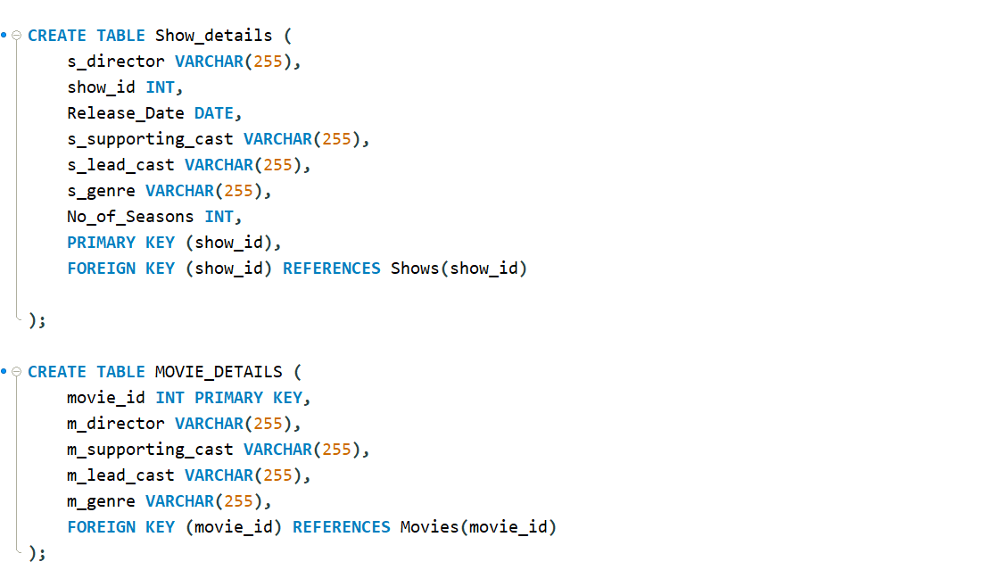 CREATE TABLE Show_details (
s_director VARCHAR(255),
show_id INT,
Release_Date DATE,
s_supporting_cast VARCHAR(255),
s_lead_cast VARCHAR(255),
s_genre VARCHAR(255),
No_of_Seasons INT,
PRIMARY KEY (show_id),
FOREIGN KEY (show_id) REFERENCES Shows(show_id)
);
CREATE TABLE MOVIE_DETAILS (
movie_id INT PRIMARY KEY,
m_director VARCHAR(255),
m_supporting_cast VARCHAR(255),
m_lead_cast VARCHAR(255),
m_genre VARCHAR(255),
FOREIGN KEY (movie_id) REFERENCES Movies(movie_id)
);